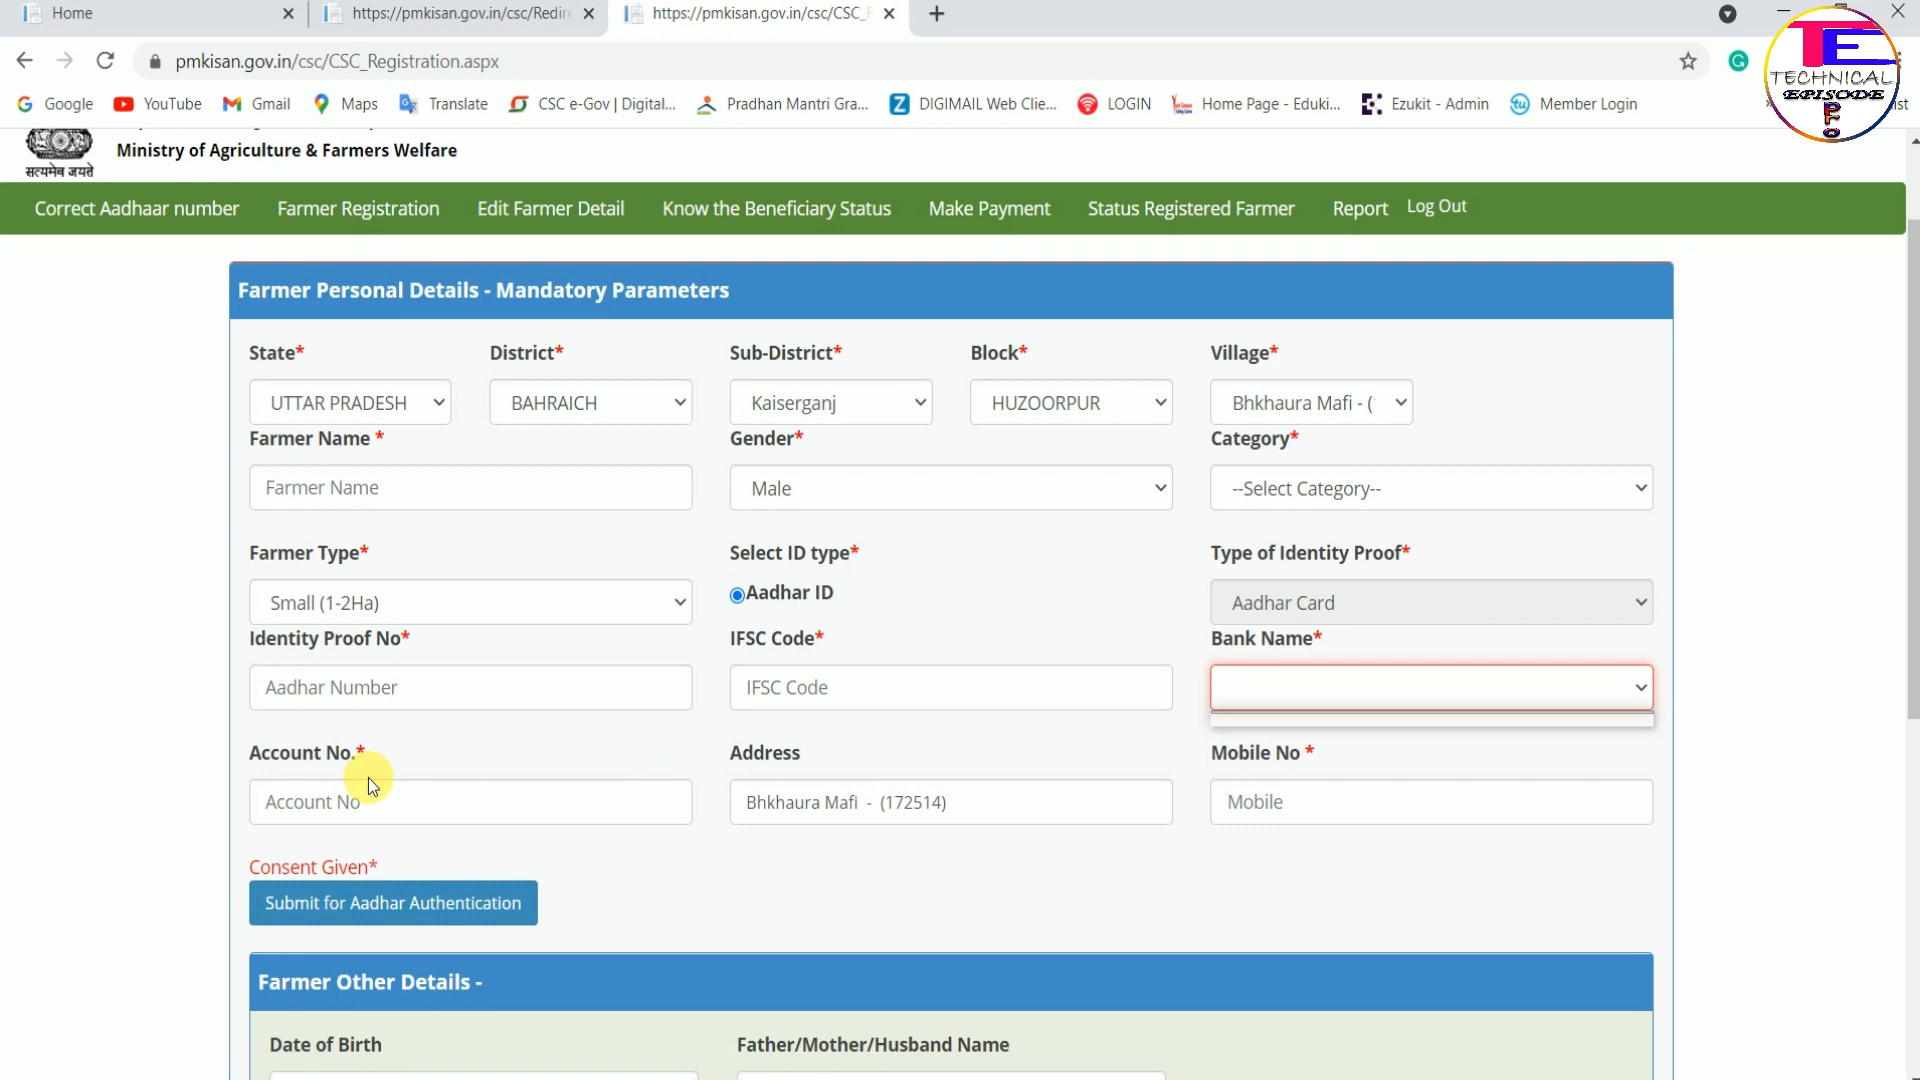 Home
https://pmkisan.gov.in/csc/Redire
https://pmkisan.gov.in/csc/CSC_R
pmkisan.gov.in/csc/CSC_Registration.aspx
Google YouTube Gmail Maps Translate CSC e-Gov | Digital... Pradhan Mantri Gra... DIGIMAIL Web Clie... LOGIN Home Page - Eduki... Ezukit - Admin Member Login
TE
TECHNICAL
EPISODE
सत्यमेव जयते
Ministry of Agriculture & Farmers Welfare
Correct Aadhaar number Farmer Registration Edit Farmer Detail Know the Beneficiary Status Make Payment Status Registered Farmer Report Log Out
Farmer Personal Details - Mandatory Parameters
State* District* Sub-District* Block* Village*
UTTAR PRADESH BAHRAICH Kaiserganj HUZOORPUR Bhkhaura Mafi - (
Farmer Name * Gender* Category*
Farmer Name Male --Select Category--
Farmer Type* Select ID type* Type of Identity Proof*
Small (1-2Ha) Aadhar ID Aadhar Card
Identity Proof No* IFSC Code* Bank Name*
Aadhar Number IFSC Code
Account No.* Address Mobile No *
Account No Bhkhaura Mafi - (172514) Mobile
Consent Given*
Submit for Aadhar Authentication
Farmer Other Details -
Date of Birth Father/Mother/Husband Name